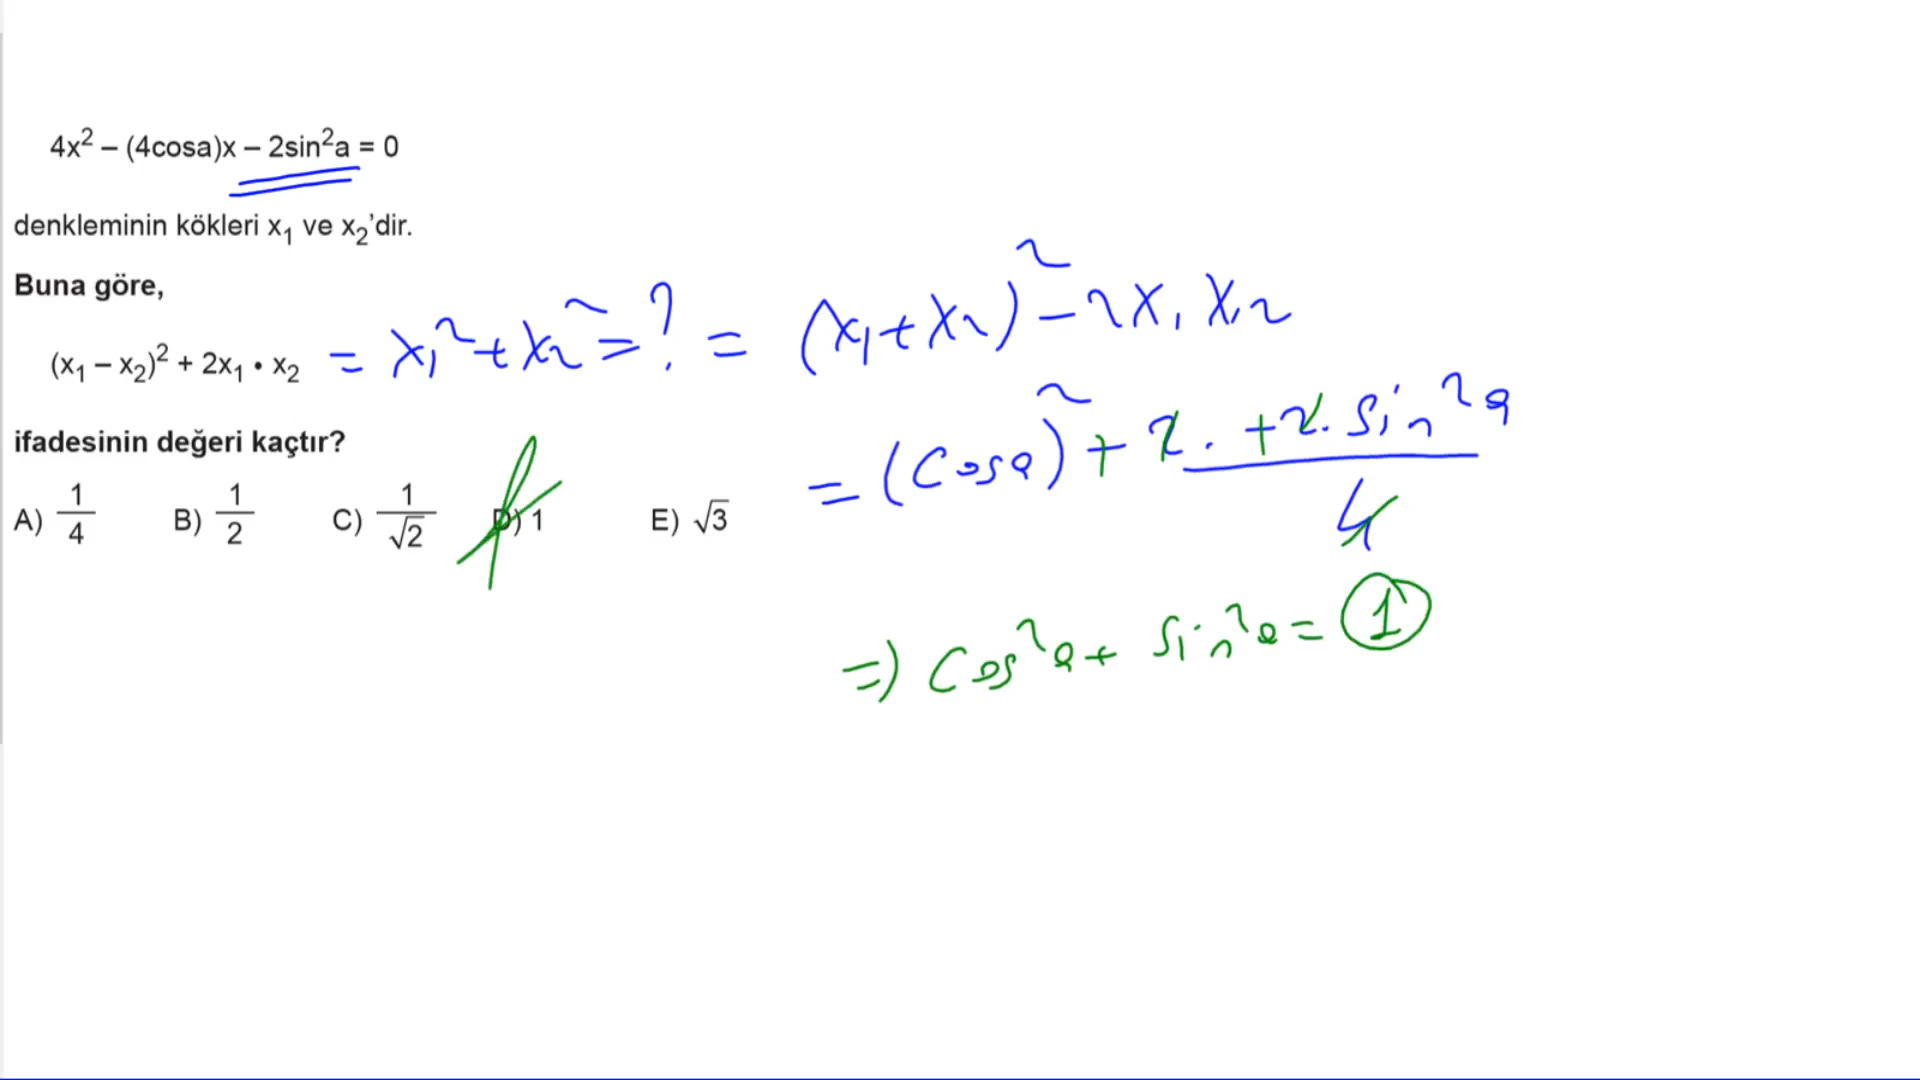 4x² – (4cosa)x – 2sin²a = 0
denkleminin kökleri x₁ ve x₂'dir.
Buna göre,
(x₁ – x₂)² + 2x₁ • x₂ = x₁² + x₂² = ? = (x₁ + x₂)² – 2x₁x₂
ifadesinin değeri kaçtır?
= (cosa)² + 2 . +2. sin²a / 4
A) 1/4 B) 1/2 C) 1/√2 D) 1 E) √3
=> cos²a + sin²a = 1